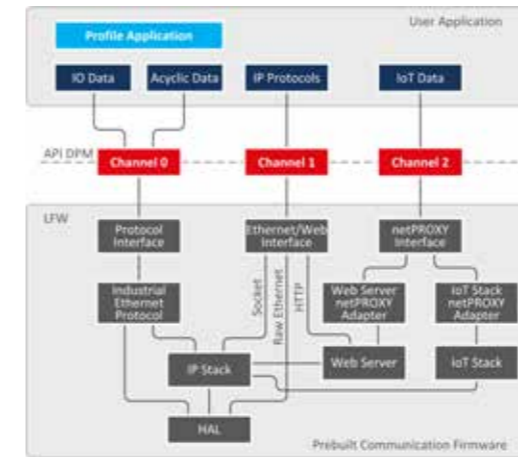 User Application
Profile Application
IO Data
Acyclic Data
IP Protocols
IoT Data
API DPM
Channel 0
Channel 1
Channel 2
LFW
Protocol
Interface
Ethernet/Web
Interface
netPROXY
Interface
Industrial
Ethernet
Protocol
Socket
Raw Ethernet
HTTP
Web Server
netPROXY
Adapter
IoT Stack
netPROXY
Adapter
IP Stack
Web Server
IoT Stack
HAL
Prebuilt Communication Firmware